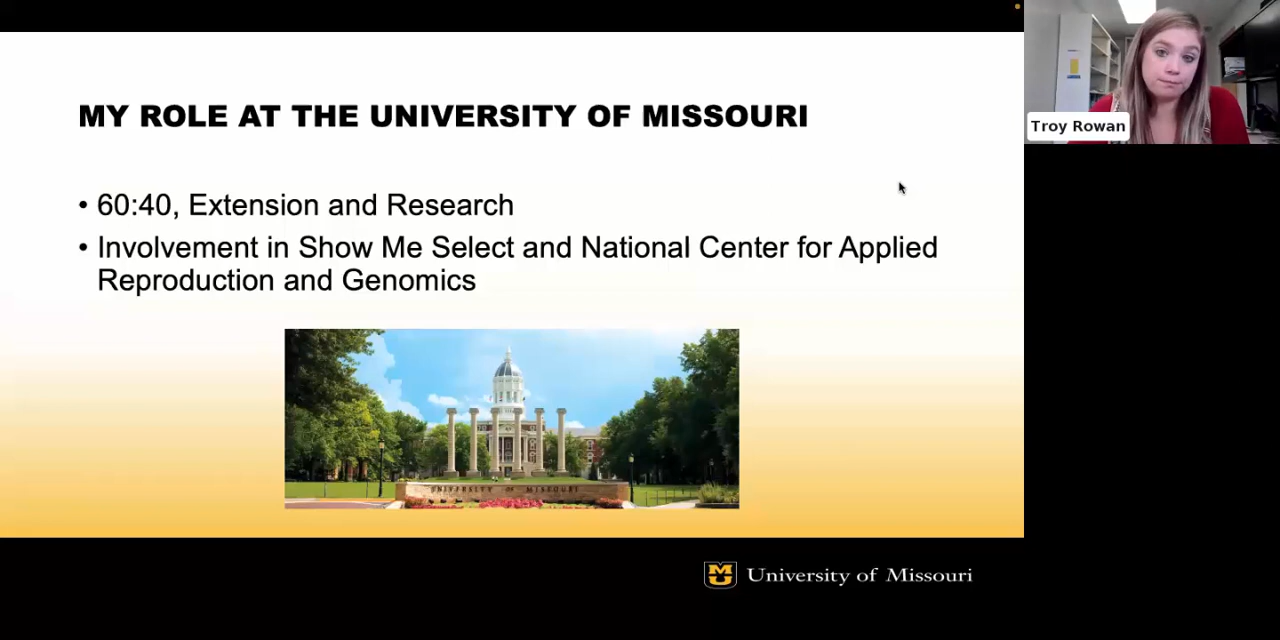 MY ROLE AT THE UNIVERSITY OF MISSOURI
• 60:40, Extension and Research
• Involvement in Show Me Select and National Center for Applied
Reproduction and Genomics
UNIVERSITY OF MISSOURI
University of Missouri
Troy Rowan